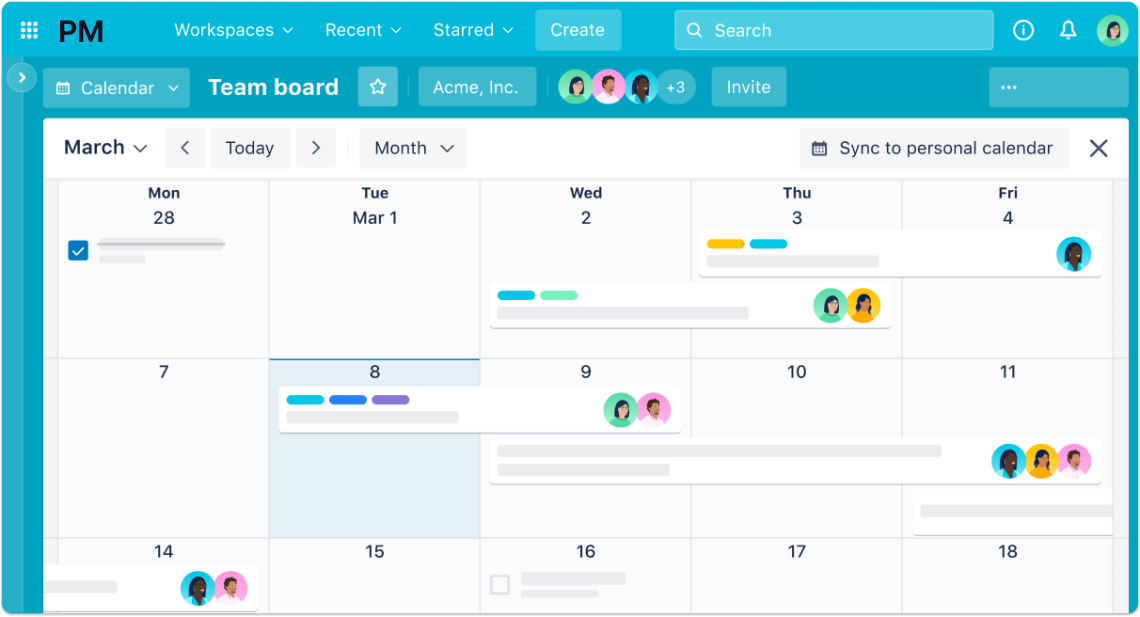 PM Workspaces Recent Starred Create Search
Calendar Team board Acme, Inc. +3 Invite ...
March Today Month Sync to personal calendar
Mon Tue Wed Thu Fri
28 Mar 1 2 3 4
7 8 9 10 11
14 15 16 17 18